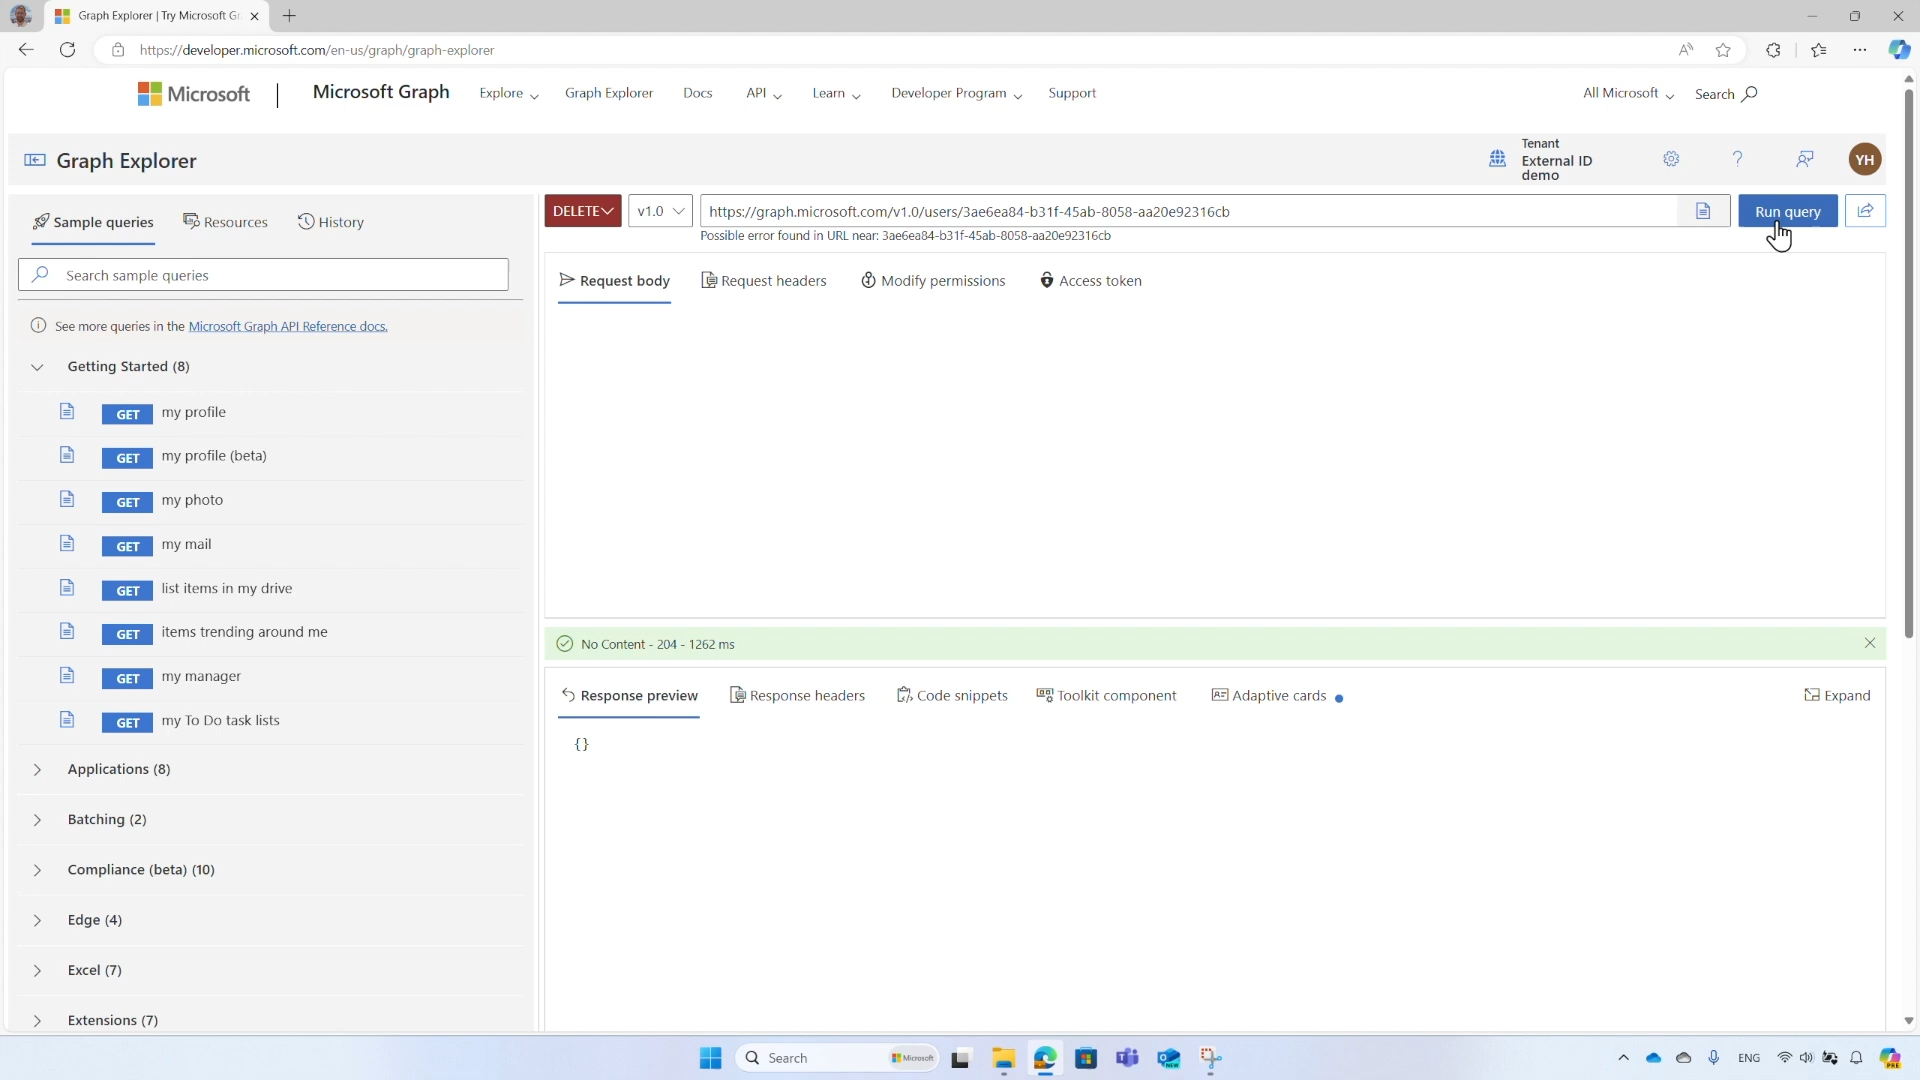 Graph Explorer | Try Microsoft G
https://developer.microsoft.com/en-us/graph/graph-explorer
Microsoft
Microsoft Graph
Explore
Graph Explorer
Docs
API
Learn
Developer Program
Support
All Microsoft
Search
Graph Explorer
Tenant
External ID
demo
YH
Sample queries
Resources
History
DELETE
v1.0
https://graph.microsoft.com/v1.0/users/3ae6ea84-b31f-45ab-8058-aa20e92316cb
Run query
Possible error found in URL near: 3ae6ea84-b31f-45ab-8058-aa20e92316cb
Search sample queries
Request body
Request headers
Modify permissions
Access token
See more queries in the Microsoft Graph API Reference docs.
Getting Started (8)
GET my profile
GET my profile (beta)
GET my photo
GET my mail
GET list items in my drive
GET items trending around me
GET my manager
GET my To Do task lists
Applications (8)
Batching (2)
Compliance (beta) (10)
Edge (4)
Excel (7)
Extensions (7)
No Content - 204 - 1262 ms
Response preview
Response headers
Code snippets
Toolkit component
Adaptive cards
Expand
{}
Search
Microsoft
NEW
ENG
PRE